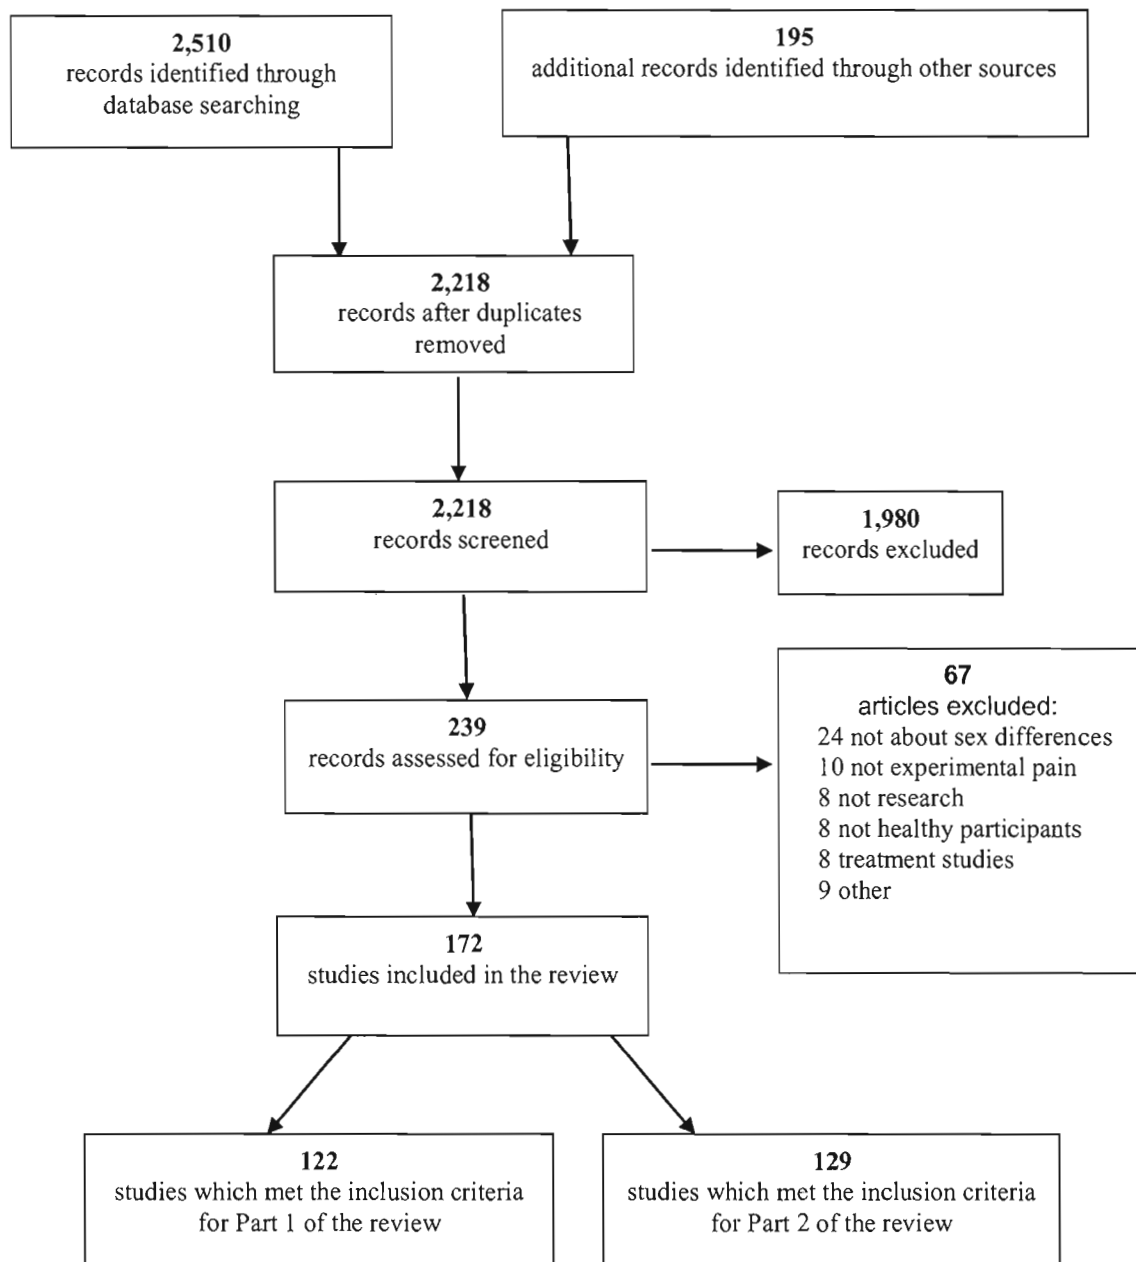 2,510
records identified through
database searching
195
additional records identified through other sources
2,218
records after duplicates
removed
2,218
records screened
1,980
records excluded
239
records assessed for eligibility
67
articles excluded:
24 not about sex differences
10 not experimental pain
8 not research
8 not healthy participants
8 treatment studies
9 other
172
studies included in the review
122
studies which met the inclusion criteria
for Part 1 of the review
129
studies which met the inclusion criteria
for Part 2 of the review